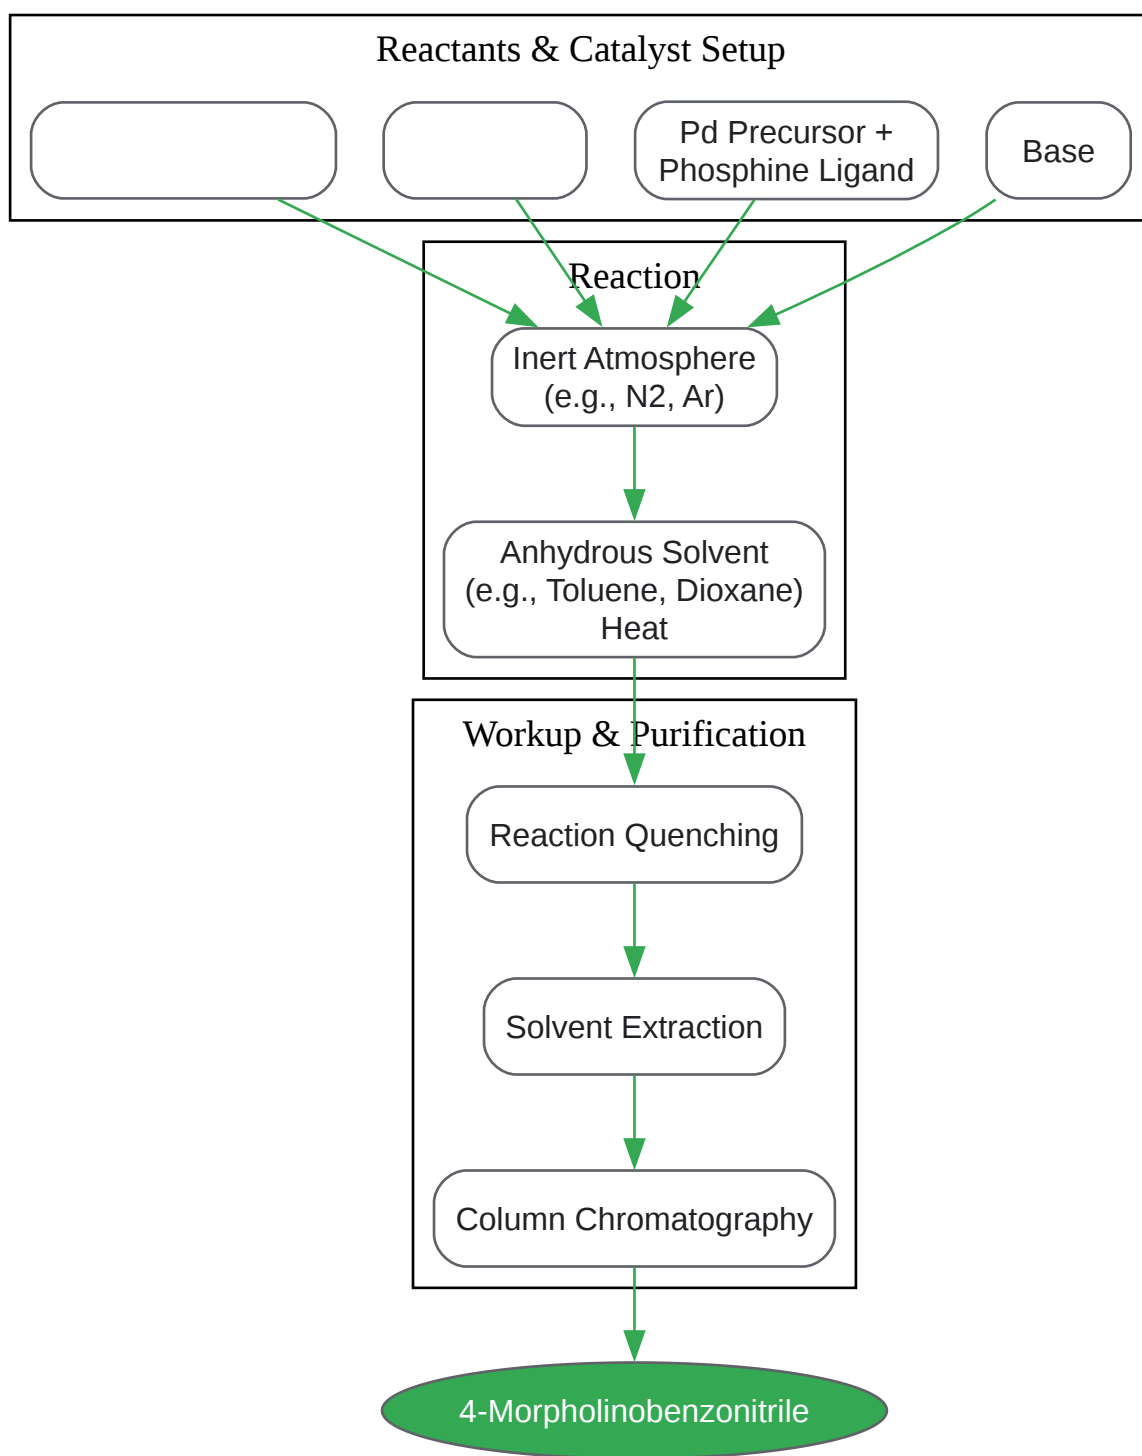 Reactants & Catalyst Setup
Pd Precursor +
Phosphine Ligand
Base
Reaction
Inert Atmosphere
(e.g., N2, Ar)
Anhydrous Solvent
(e.g., Toluene, Dioxane)
Heat
Workup & Purification
Reaction Quenching
Solvent Extraction
Column Chromatography
4-Morpholinobenzonitrile